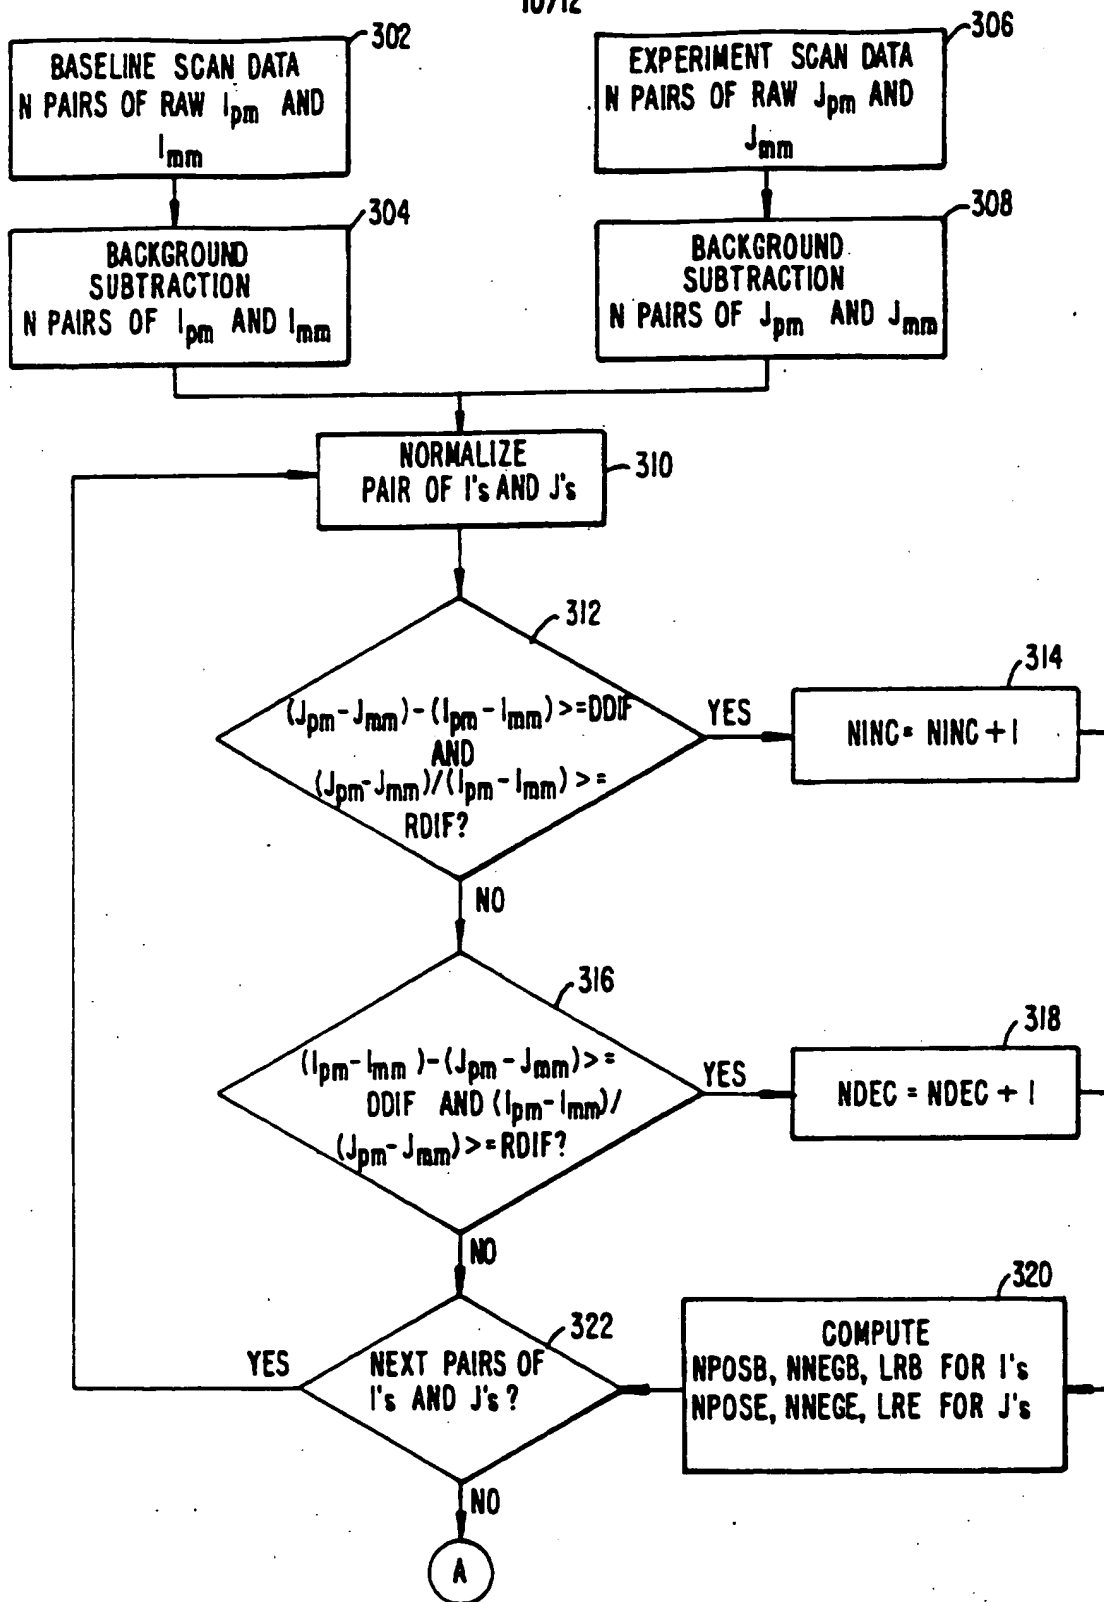 10/12
302
BASELINE SCAN DATA
N PAIRS OF RAW Ipm AND
Imm
306
EXPERIMENT SCAN DATA
N PAIRS OF RAW Jpm AND
Jmm
304
BACKGROUND
SUBTRACTION
N PAIRS OF Ipm AND Imm
308
BACKGROUND
SUBTRACTION
N PAIRS OF Jpm AND Jmm
NORMALIZE
PAIR OF I's AND J's
310
312
(Jpm-Jmm)-(Ipm-Imm)>=DDIF
AND
(Jpm-Jmm)/(Ipm-Imm)>=
RDIF?
YES
314
NINC= NINC+1
NO
316
(Ipm-Imm)-(Jpm-Jmm)>=
DDIF AND (Ipm-Imm)/
(Jpm-Jmm)>=RDIF?
YES
318
NDEC = NDEC + 1
NO
320
COMPUTE
NPOSB, NNEGB, LRB FOR I's
NPOSE, NNEGE, LRE FOR J's
322
NEXT PAIRS OF
I's AND J's ?
YES
NO
A